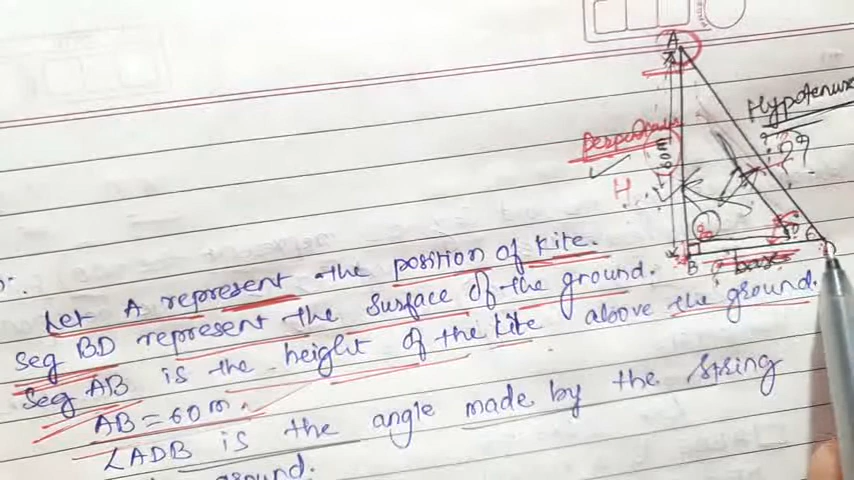 A
Hypotenuse
60m
H
90
B
base
Let A represent the position of kite.
Seg BD represent the surface of the ground.
Seg AB is the height of the kite above the ground.
AB = 60 m.
∠ADB is the angle made by the string
ground.